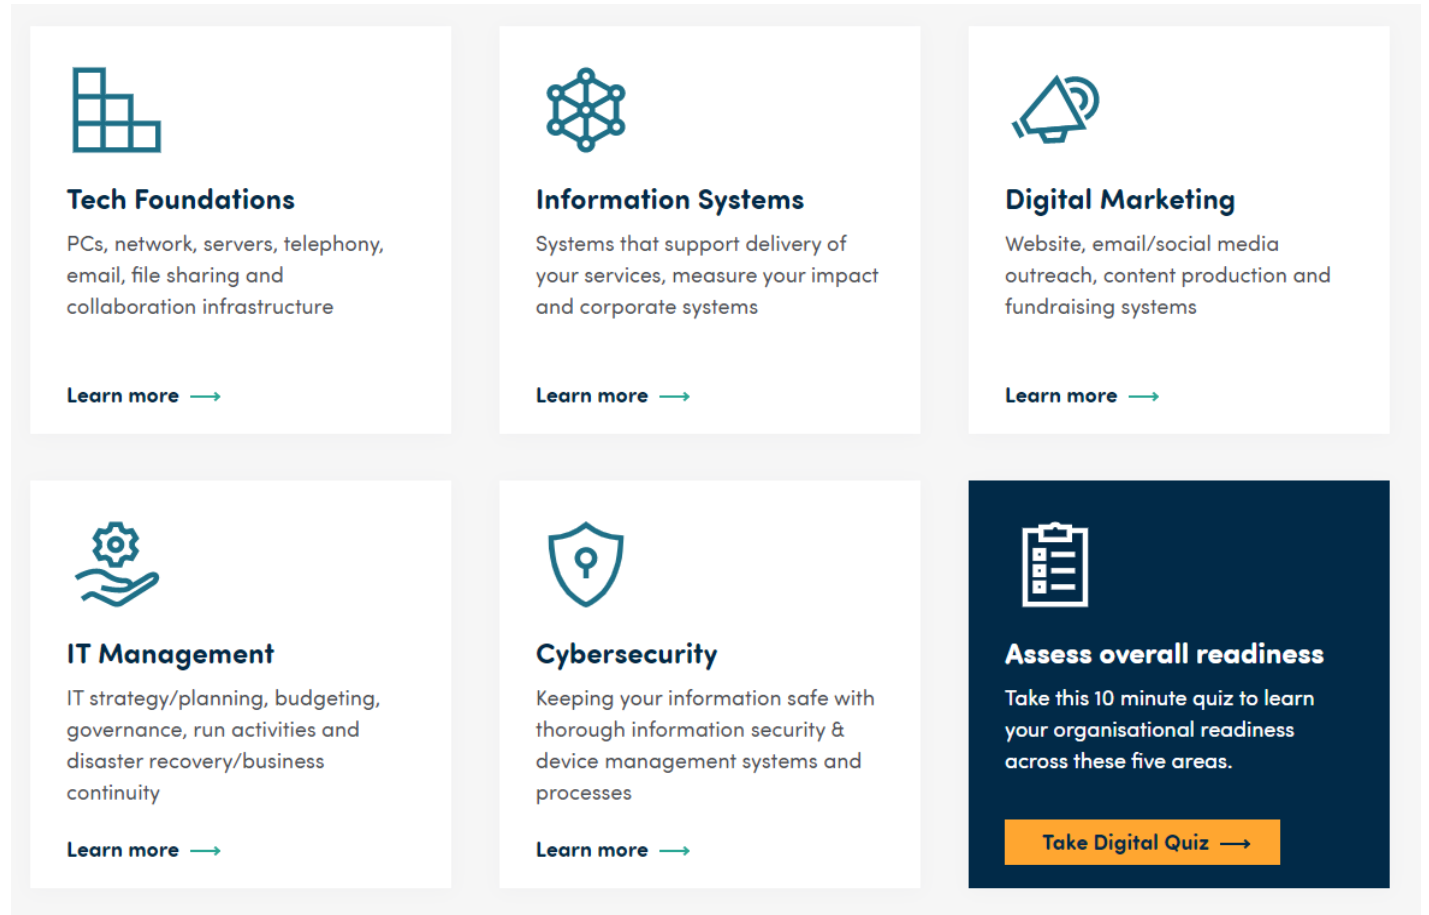 Tech Foundations
PCs, network, servers, telephony,
email, file sharing and
collaboration infrastructure
Learn more
Information Systems
Systems that support delivery of
your services, measure your impact
and corporate systems
Learn more
Digital Marketing
Website, email/social media
outreach, content production and
fundraising systems
Learn more
IT Management
IT strategy/planning, budgeting,
governance, run activities and
disaster recovery/business
continuity
Learn more
Cybersecurity
Keeping your information safe with
thorough information security &
device management systems and
processes
Learn more
Assess overall readiness
Take this 10 minute quiz to learn
your organisational readiness
across these five areas.
Take Digital Quiz